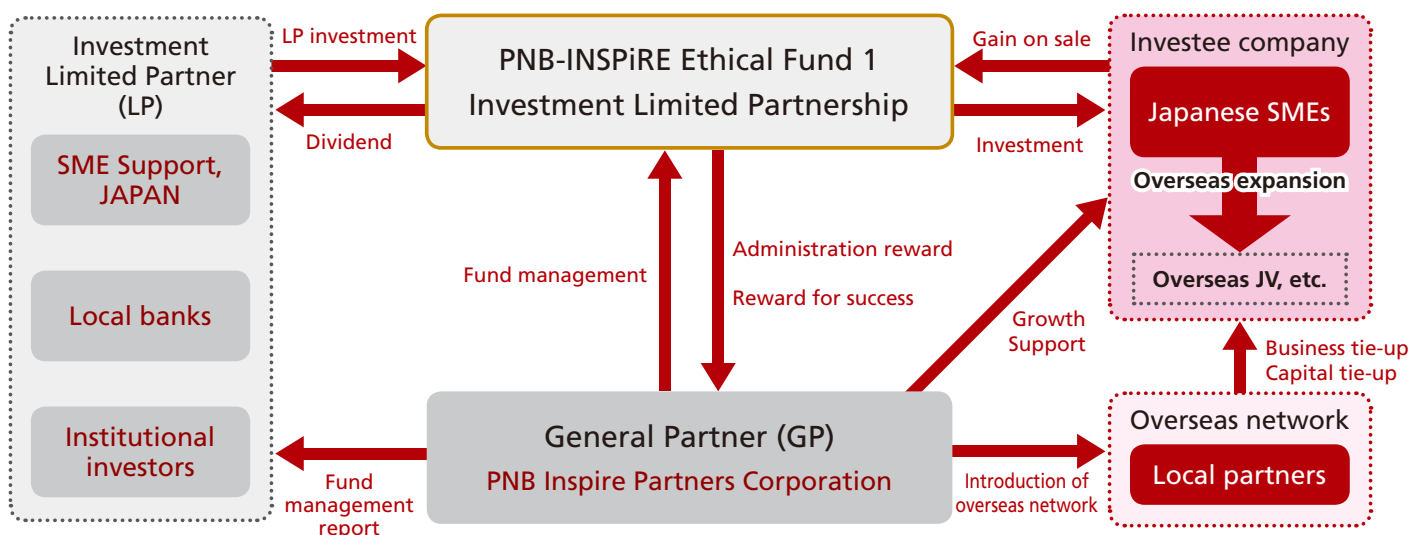 Investment
Limited Partner
(LP)
SME Support,
JAPAN
Local banks
Institutional
investors
LP investment
Dividend
PNB-INSPiRE Ethical Fund 1
Investment Limited Partnership
Gain on sale
Investment
Investee company
Japanese SMEs
Overseas expansion
Overseas JV, etc.
Fund management
Administration reward
Reward for success
Growth
Support
Business tie-up
Capital tie-up
General Partner (GP)
PNB Inspire Partners Corporation
Fund
management
report
Introduction of
overseas network
Overseas network
Local partners